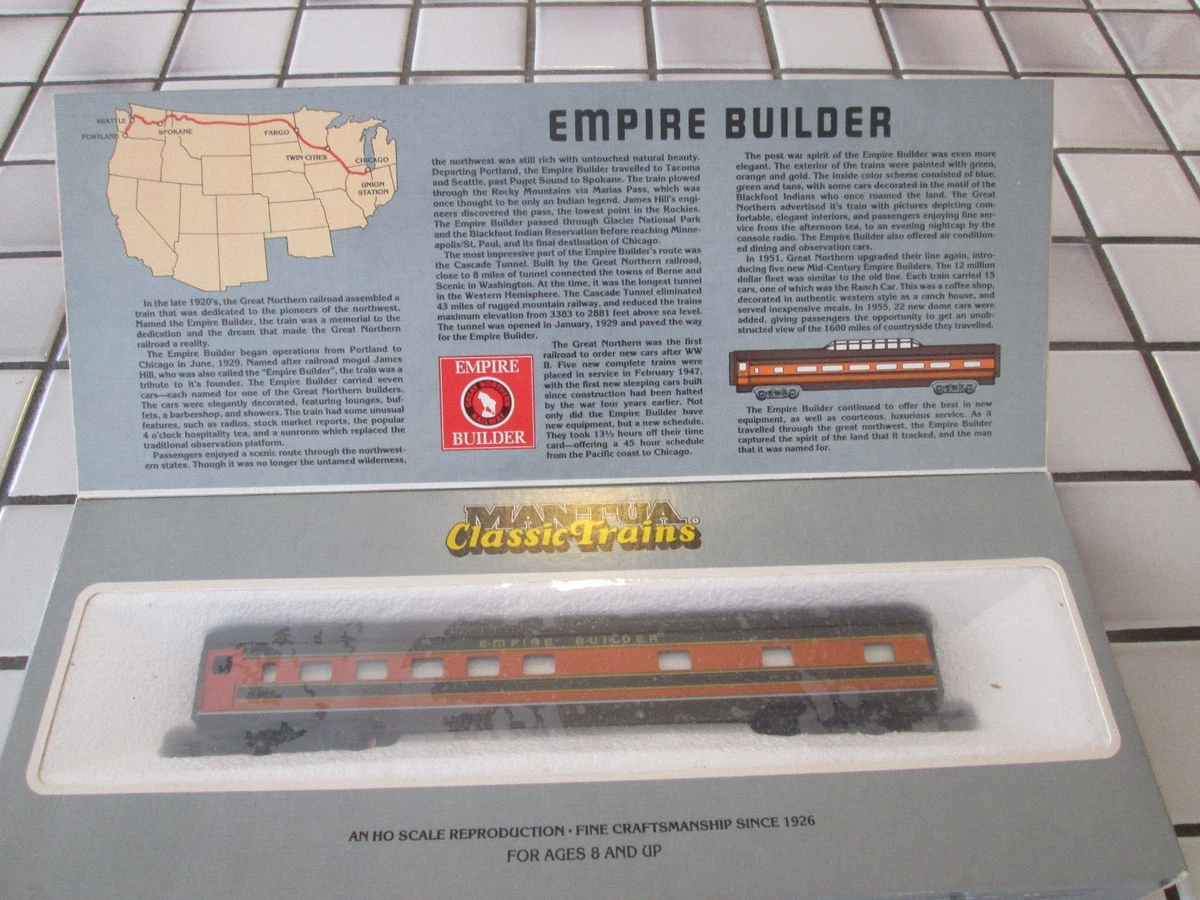 SEATTLE
PORTLAND
SPOKANE
FARGO
TWIN CITIES
CHICAGO
UNION
STATION
EMPIRE BUILDER
In the late 1920's, the Great Northern railroad assembled a
train that was dedicated to the pioneers of the northwest.
Named the Empire Builder, the train was a memorial to the
dedication and the dream that made the Great Northern
railroad a reality.
The Empire Builder began operations from Portland to
Chicago in June, 1929. Named after railroad mogul James
Hill, who was also called the "Empire Builder", the train was a
tribute to it's founder. The Empire Builder carried seven
cars—each named for one of the Great Northern builders.
The cars were elegantly decorated, featuring lounges, buf-
fets, a barbershop, and showers. The train had some unusual
features, such as radios, stock market reports, the popular
4 o'clock hospitality tea, and a sunroom which replaced the
traditional observation platform.
Passengers enjoyed a scenic route through the northwest-
ern states. Though it was no longer the untamed wilderness,
the northwest was still rich with untouched natural beauty.
Departing Portland, the Empire Builder travelled to Tacoma
and Seattle, past Puget Sound to Spokane. The train plowed
through the Rocky Mountains via Marias Pass, which was
once thought to be only an Indian legend. James Hill's engi-
neers discovered the pass, the lowest point in the Rockies.
The Empire Builder passed through Glacier National Park
and the Blackfoot Indian Reservation before reaching Minne-
apolis/St. Paul, and its final destination of Chicago.
The most impressive part of the Empire Builder's route was
the Cascade Tunnel. Built by the Great Northern railroad,
close to 8 miles of tunnel connected the towns of Berne and
Scenic in Washington. At the time, it was the longest tunnel
in the Western Hemisphere. The Cascade Tunnel eliminated
43 miles of rugged mountain railway, and reduced the trains
maximum elevation from 3383 to 2881 feet above sea level.
The tunnel was opened in January, 1929 and paved the way
for the Empire Builder.
EMPIRE
GREAT NORTHERN
RAILWAY
BUILDER
The Great Northern was the first
railroad to order new cars after WW
II. Five new complete trains were
placed in service in February 1947,
with the first new sleeping cars built
since construction had been halted
by the war four years earlier. Not
only did the Empire Builder have
new equipment, but a new schedule.
They took 13½ hours off their time
card—offering a 45 hour schedule
from the Pacific coast to Chicago.
The post war spirit of the Empire Builder was even more
elegant. The exterior of the trains were painted with green,
orange and gold. The inside color scheme consisted of blue,
green and tans, with some cars decorated in the motif of the
Blackfoot Indians who once roamed the land. The Great
Northern advertised it's train with pictures depicting com-
fortable, elegant interiors, and passengers enjoying fine ser-
vice from the afternoon tea, to an evening nightcap by the
console radio. The Empire Builder also offered air condition-
ed dining and observation cars.
In 1951, Great Northern upgraded their line again, intro-
ducing five new Mid-Century Empire Builders. The 12 million
dollar fleet was similar to the old line. Each train carried 15
cars, one of which was the Ranch Car. This was a coffee shop,
decorated in authentic western style as a ranch house, and
served inexpensive meals. In 1955, 22 new dome cars were
added, giving passengers the opportunity to get an unob-
structed view of the 1600 miles of countryside they travelled.
The Empire Builder continued to offer the best in new
equipment, as well as courteous, luxurious service. As it
travelled through the great northwest, the Empire Builder
captured the spirit of the land that it tracked, and the man
that it was named for.
MANTUA®
Classic Trains
EMPIRE BUILDER
AN HO SCALE REPRODUCTION • FINE CRAFTSMANSHIP SINCE 1926
FOR AGES 8 AND UP